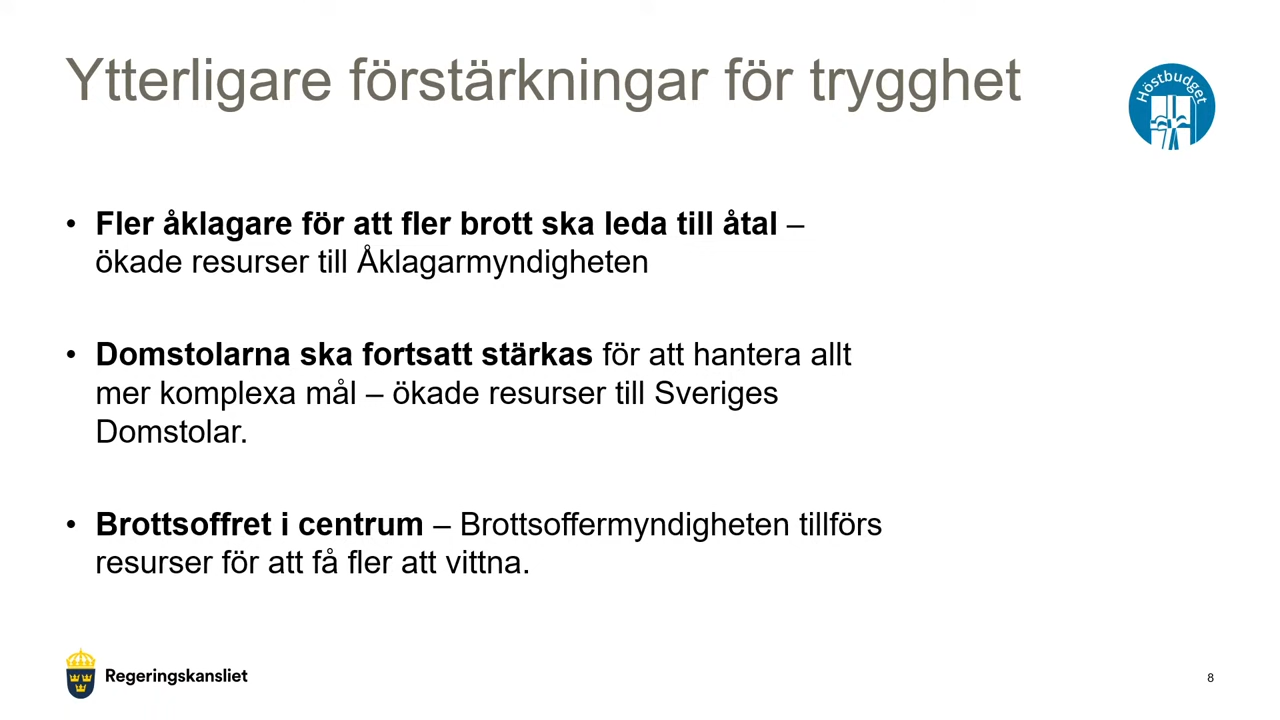 Ytterligare förstärkningar för trygghet
Höstbudget
• Fler åklagare för att fler brott ska leda till åtal –
ökade resurser till Åklagarmyndigheten
• Domstolarna ska fortsatt stärkas för att hantera allt
mer komplexa mål – ökade resurser till Sveriges
Domstolar.
• Brottsoffret i centrum – Brottsoffermyndigheten tillförs
resurser för att få fler att vittna.
Regeringskansliet
8